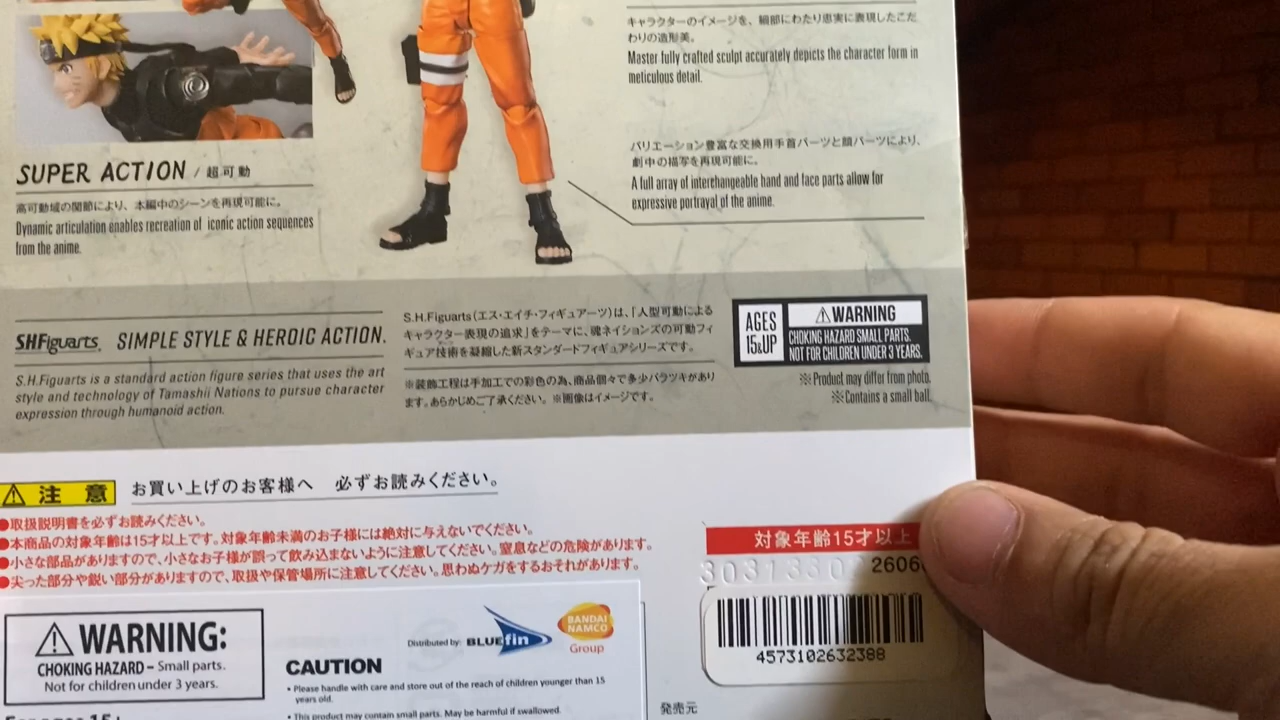 キャラクターのイメージを、細部にわたり忠実に表現したこだ
わりの造形美。
Master fully crafted sculpt accurately depicts the character form in
meticulous detail.
バリエーション豊富な交換用手首パーツと顔パーツにより、
劇中の描写を再現可能に。
A full array of interchangeable hand and face parts allow for
expressive portrayal of the anime.
SUPER ACTION / 超可動
高可動域の関節により、本編中のシーンを再現可能に。
Dynamic articulation enables recreation of iconic action sequences
from the anime.
S.H.Figuarts SIMPLE STYLE & HEROIC ACTION.
S.H.Figuarts is a standard action figure series that uses the art
style and technology of Tamashii Nations to pursue character
expression through humanoid action.
S.H.Figuarts(エス・エイチ・フィギュアーツ)は、「人型可動による
キャラクター表現の追求」をテーマに、魂ネイションズの可動フィ
ギュア技術を凝縮した新スタンダードフィギュアシリーズです。
※装飾工程は手加工での彩色の為、商品個々で多少バラツキがあり
ます。あらかじめご了承ください。 ※画像はイメージです。
AGES
15&UP
⚠WARNING
CHOKING HAZARD SMALL PARTS.
NOT FOR CHILDREN UNDER 3 YEARS.
※Product may differ from photo.
※Contains a small ball.
⚠ 注 意 お買い上げのお客様へ 必ずお読みください。
●取扱説明書を必ずお読みください。
●本商品の対象年齢は15才以上です。対象年齢未満のお子様には絶対に与えないでください。
●小さな部品がありますので、小さなお子様が誤って飲み込まないように注意してください。窒息などの危険があります。
●尖った部分や鋭い部分がありますので、取扱や保管場所に注意してください。思わぬケガをするおそれがあります。
対象年齢15才以上
2606
4573102632388
発売元
⚠WARNING:
CHOKING HAZARD – Small parts.
Not for children under 3 years.
For ages 15+
Distributed by: BLUEfin
BANDAI
NAMCO
Group
CAUTION
• Please handle with care and store out of the reach of children younger than 15
years old.
• This product may contain small parts. May be harmful if swallowed.